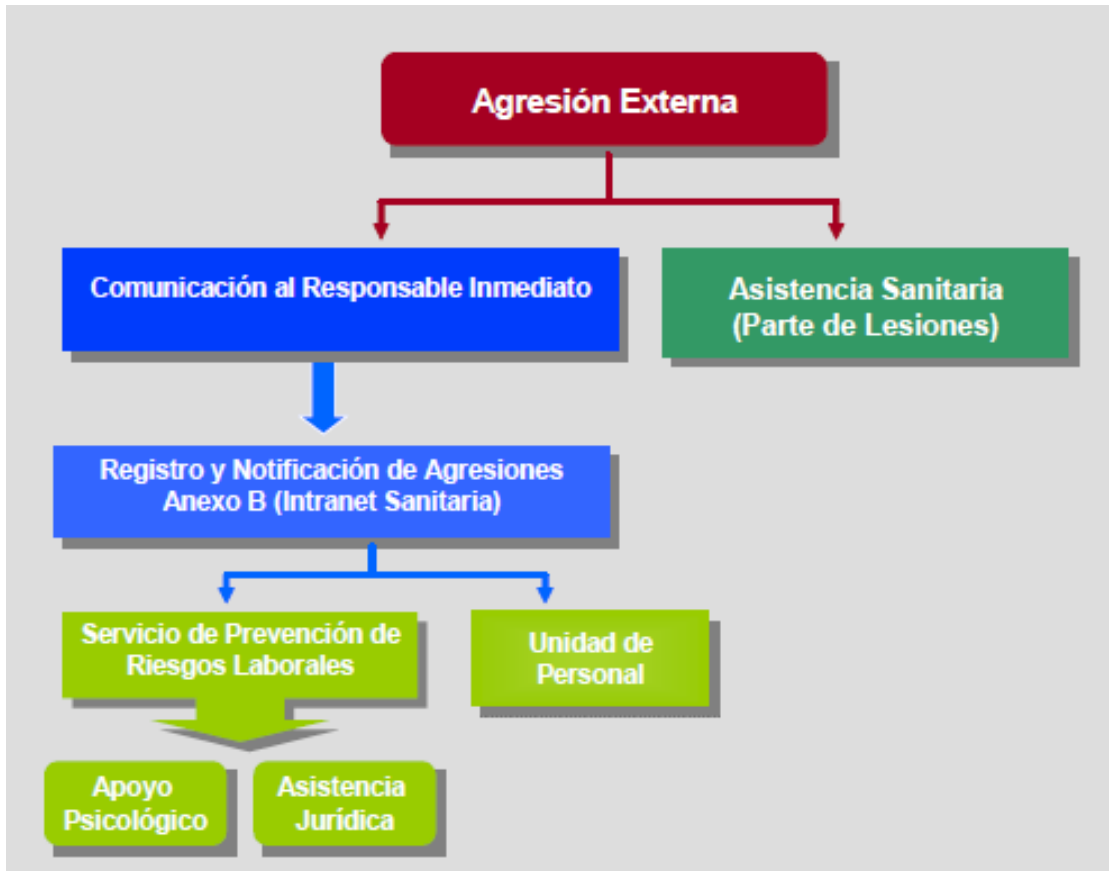 Agresión Externa
Comunicación al Responsable Inmediato
Asistencia Sanitaria
(Parte de Lesiones)
Registro y Notificación de Agresiones
Anexo B (Intranet Sanitaria)
Servicio de Prevención de
Riesgos Laborales
Unidad de
Personal
Apoyo
Psicológico
Asistencia
Jurídica